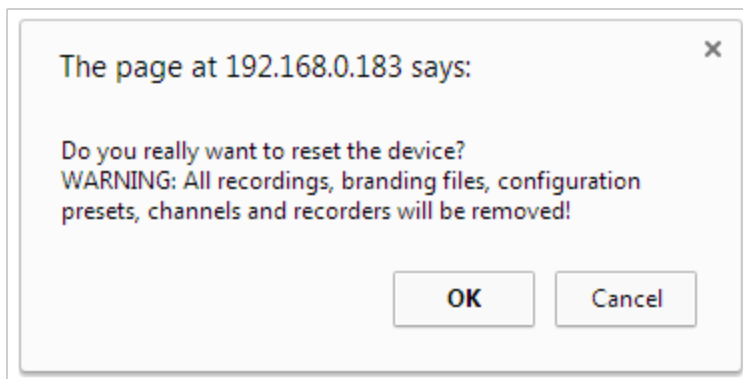 The page at 192.168.0.183 says:
Do you really want to reset the device?
WARNING: All recordings, branding files, configuration
presets, channels and recorders will be removed!
OK Cancel